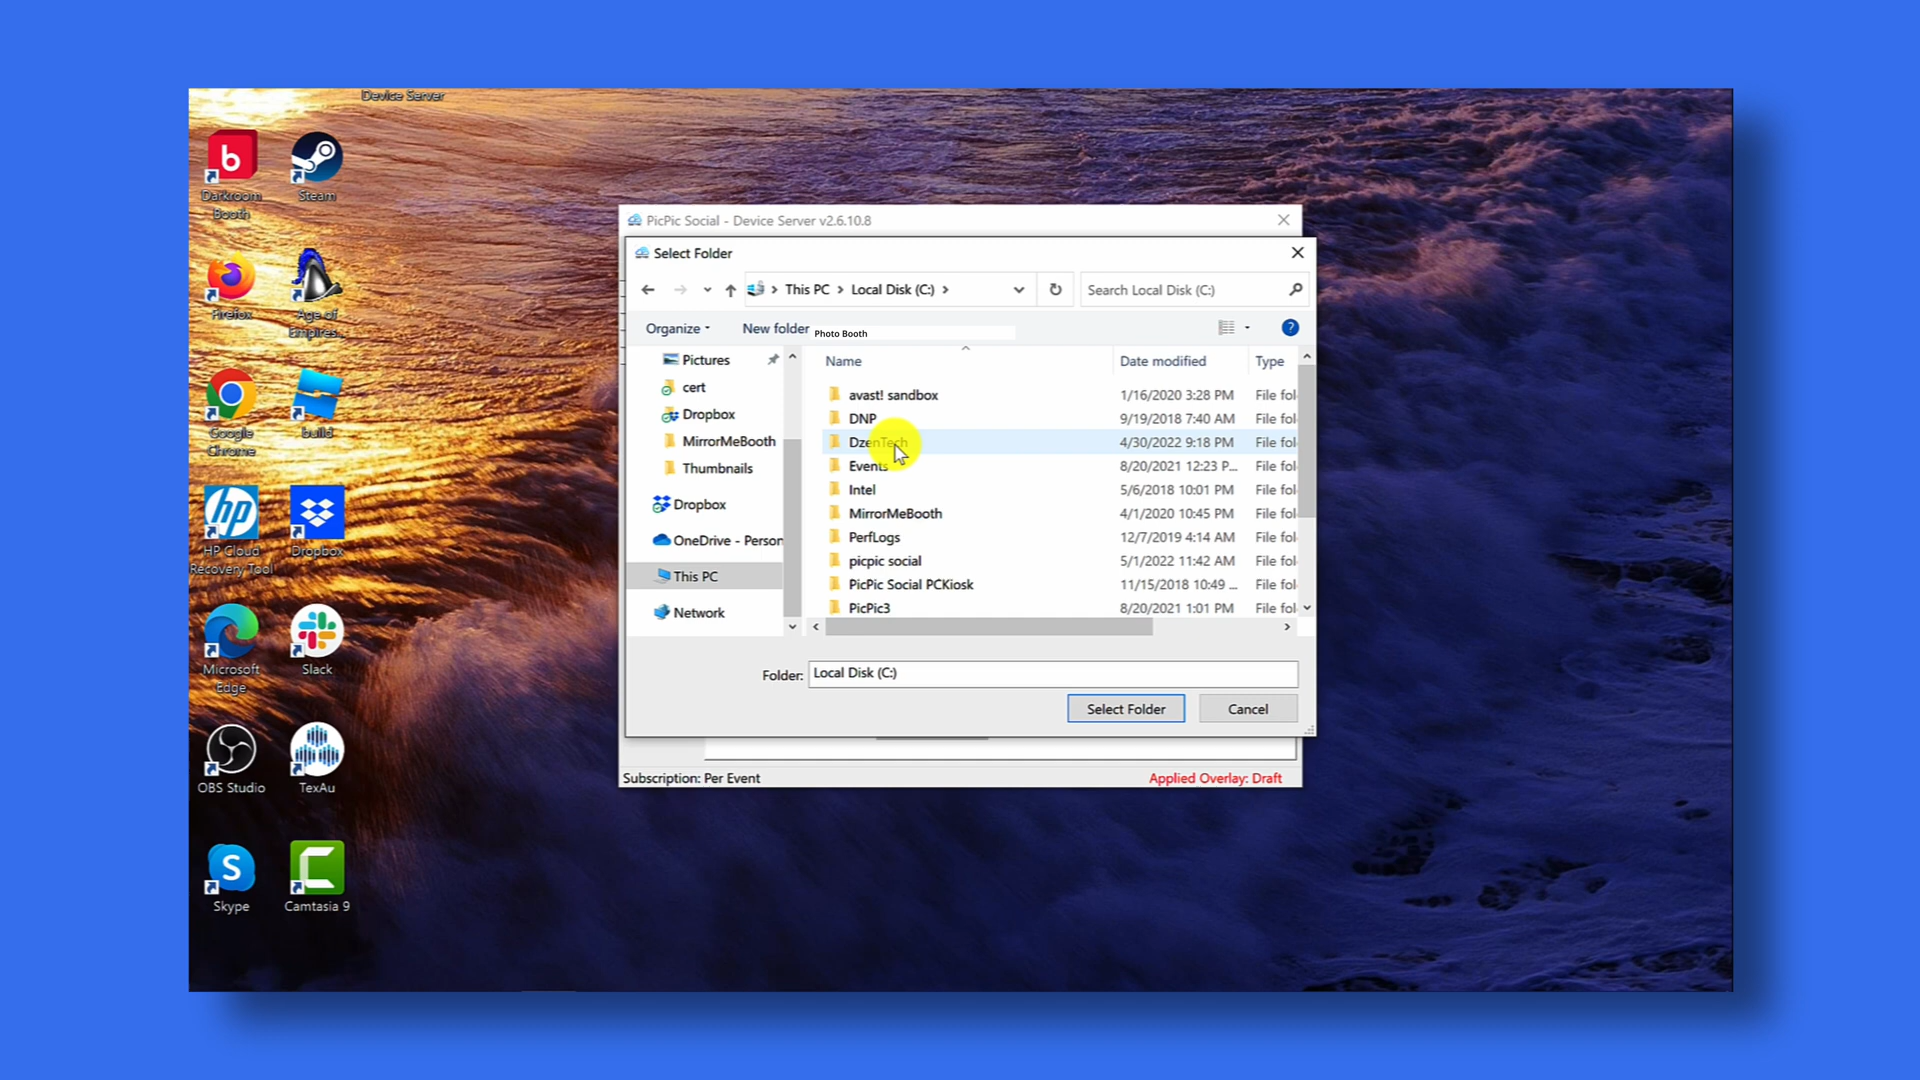 Device Server
Darkroom
Booth
Steam
Firefox
Age of
Empires...
Google
Chrome
build
HP Cloud
Recovery Tool
Dropbox
Microsoft
Edge
Slack
OBS Studio
TexAu
Skype
Camtasia 9
PicPic Social - Device Server v2.6.10.8
Select Folder
This PC > Local Disk (C:) >
Search Local Disk (C:)
Organize
New folder
Photo Booth
Pictures
cert
Dropbox
MirrorMeBooth
Thumbnails
Dropbox
OneDrive - Person
This PC
Network
Name Date modified Type
avast! sandbox 1/16/2020 3:28 PM File fol
DNP 9/19/2018 7:40 AM File fol
DzenTech 4/30/2022 9:18 PM File fol
Events 8/20/2021 12:23 P... File fol
Intel 5/6/2018 10:01 PM File fol
MirrorMeBooth 4/1/2020 10:45 PM File fol
PerfLogs 12/7/2019 4:14 AM File fol
picpic social 5/1/2022 11:42 AM File fol
PicPic Social PCKiosk 11/15/2018 10:49 ... File fol
PicPic3 8/20/2021 1:01 PM File fol
Folder: Local Disk (C:)
Select Folder
Cancel
Subscription: Per Event
Applied Overlay: Draft